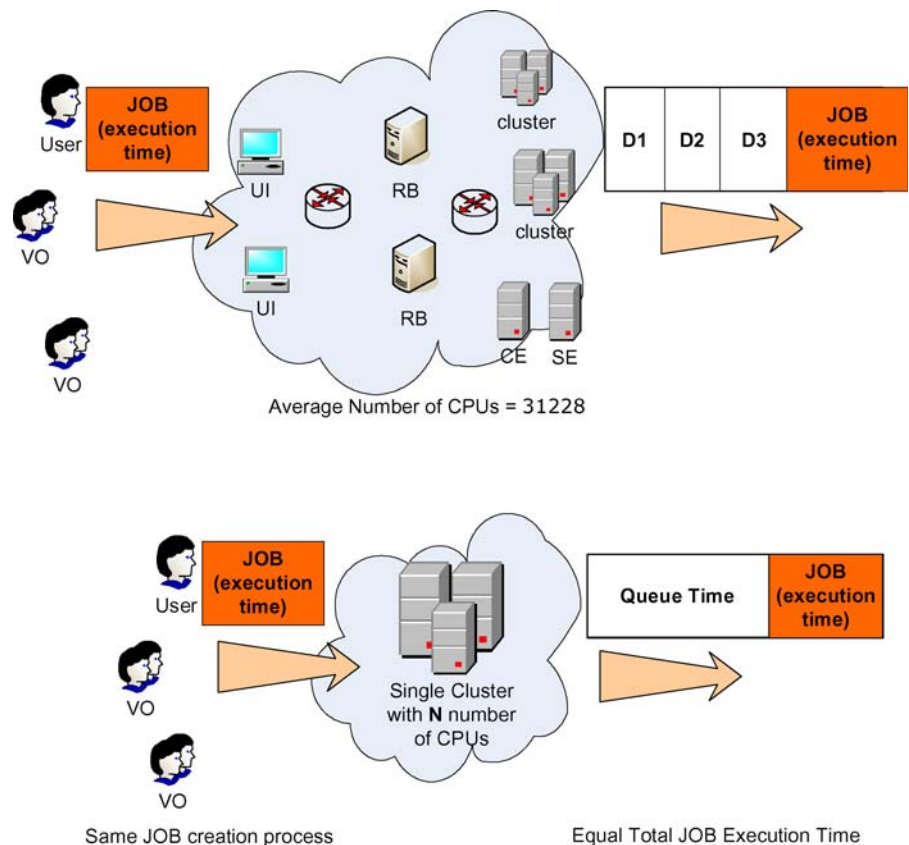 User
JOB
(execution
time)
VO
VO
UI
UI
RB
RB
cluster
cluster
CE
SE
D1
D2
D3
JOB
(execution
time)
Average Number of CPUs = 31228
User
JOB
(execution
time)
VO
VO
Single Cluster
with N number
of CPUs
Queue Time
JOB
(execution
time)
Same JOB creation process
Equal Total JOB Execution Time